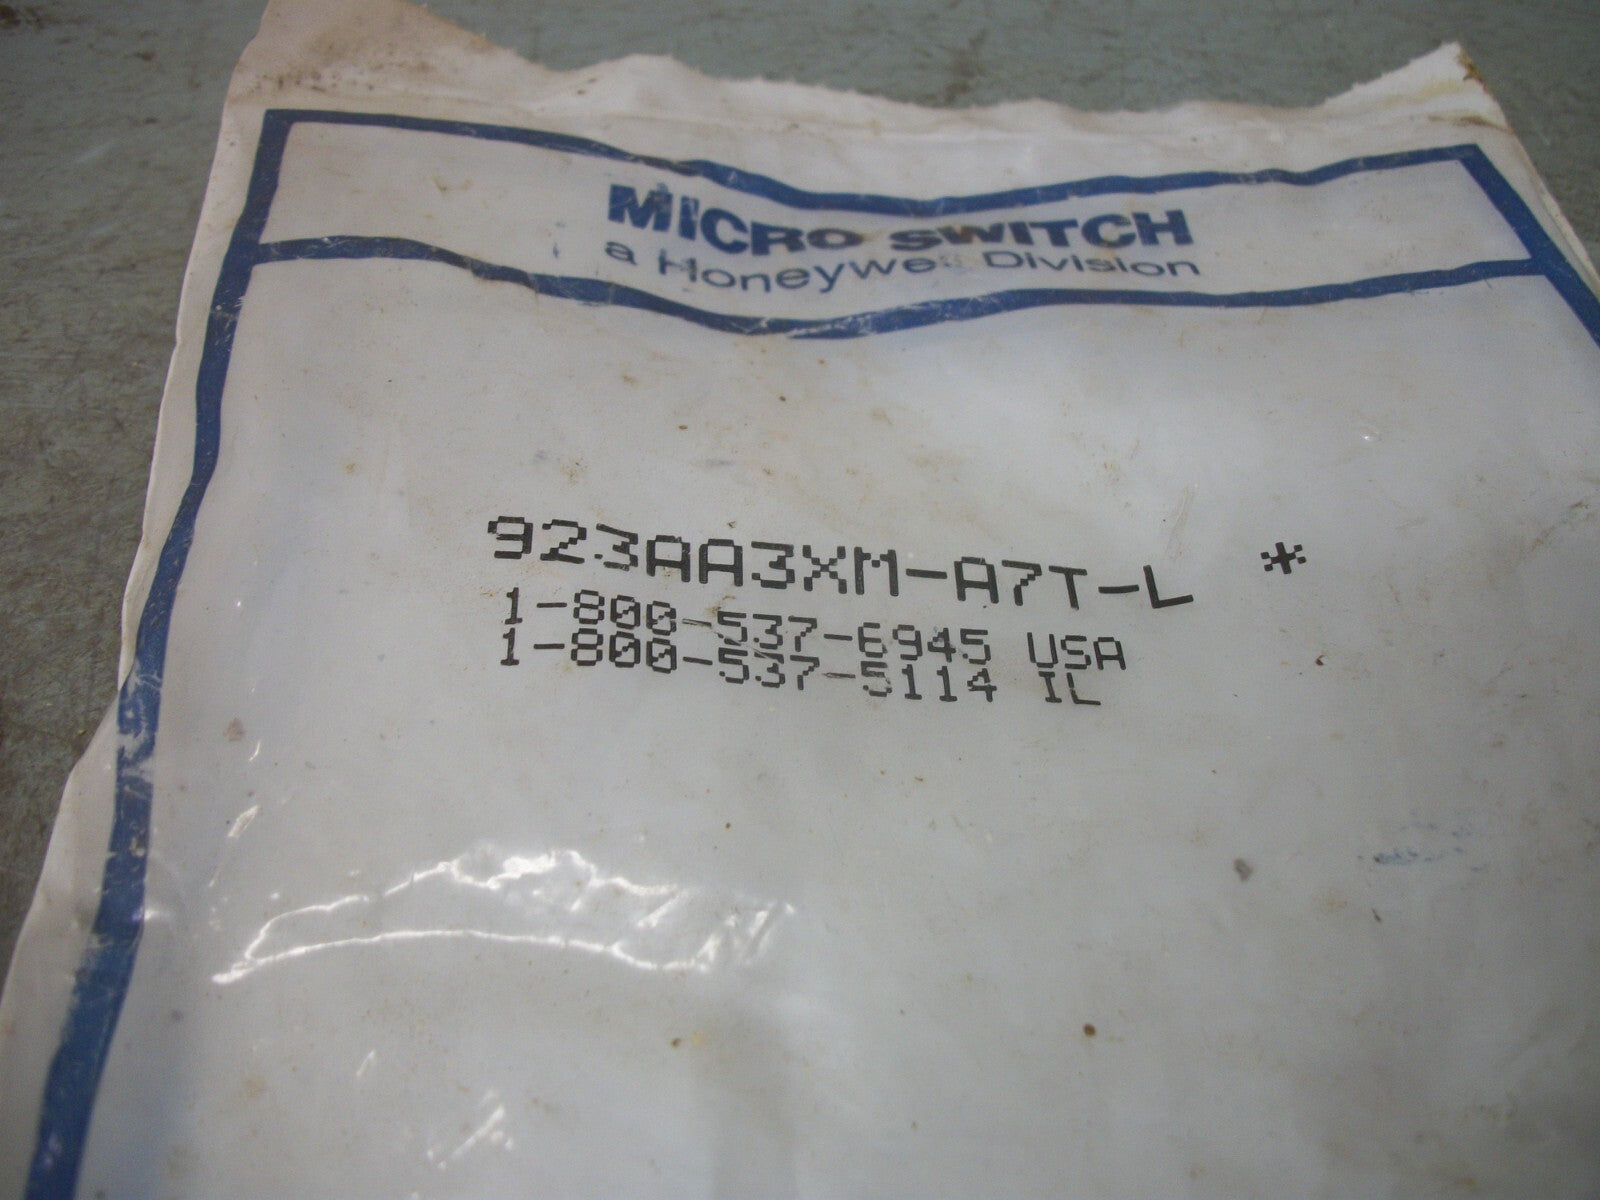 MICRO SWITCH
a Honeywell Division
923AA3XM-A7T-L *
1-800-537-6945 USA
1-800-537-5114 IL